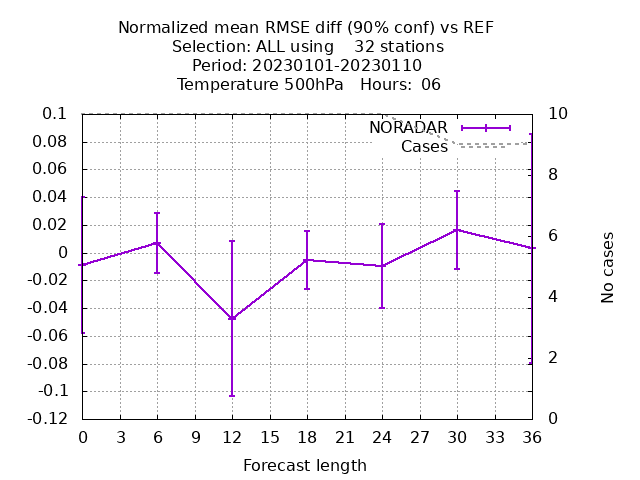 Normalized mean RMSE diff (90% conf) vs REF
Selection: ALL using    32 stations
Period: 20230101-20230110
Temperature 500hPa   Hours:  06
0.1
0.08
0.06
0.04
0.02
0
-0.02
-0.04
-0.06
-0.08
-0.1
-0.12
NORADAR
Cases
10
8
6
4
2
0
No cases
0 3 6 9 12 15 18 21 24 27 30 33 36
Forecast length